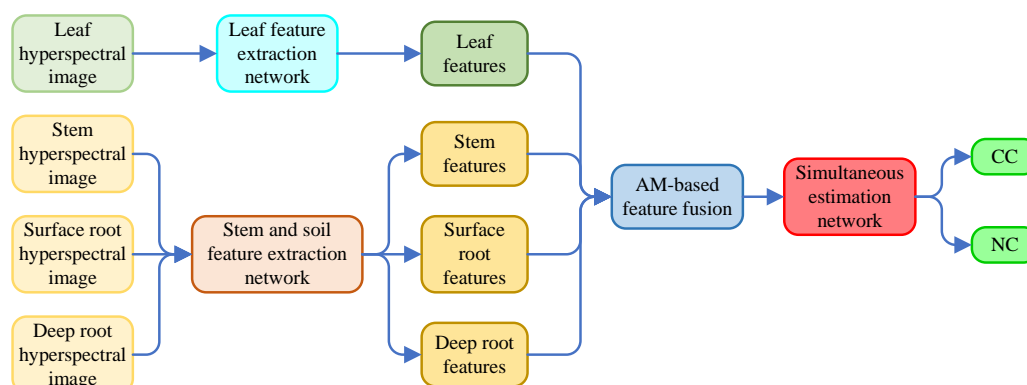 Leaf
hyperspectral
image
Leaf feature
extraction
network
Leaf
features
Stem
hyperspectral
image
Surface root
hyperspectral
image
Deep root
hyperspectral
image
Stem and soil
feature extraction
network
Stem
features
Surface
root
features
Deep root
features
AM-based
feature fusion
Simultaneous
estimation
network
CC
NC